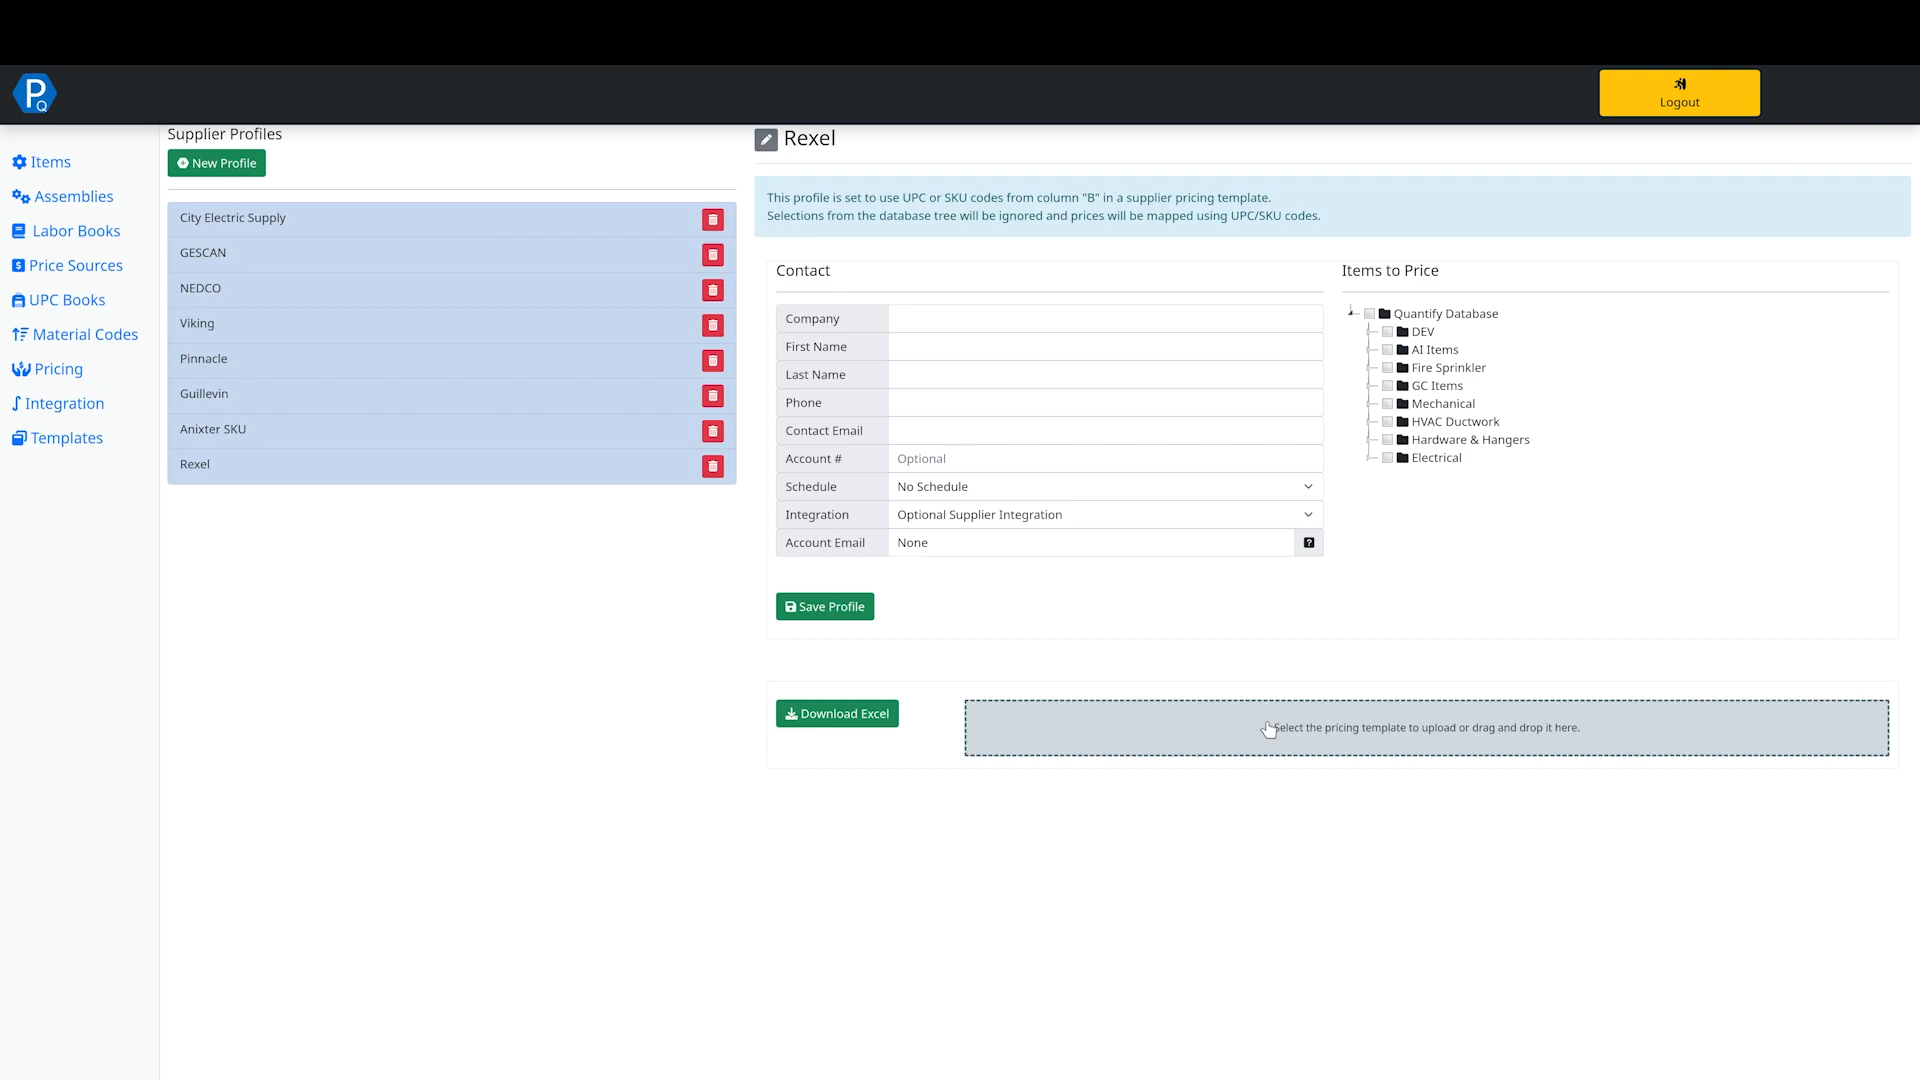 PQ
Logout
Items
Assemblies
Labor Books
Price Sources
UPC Books
Material Codes
Pricing
Integration
Templates
Supplier Profiles
New Profile
City Electric Supply
GESCAN
NEDCO
Viking
Pinnacle
Guillevin
Anixter SKU
Rexel
Rexel
This profile is set to use UPC or SKU codes from column "B" in a supplier pricing template.
Selections from the database tree will be ignored and prices will be mapped using UPC/SKU codes.
Contact
Company
First Name
Last Name
Phone
Contact Email
Account # Optional
Schedule No Schedule
Integration Optional Supplier Integration
Account Email None
Save Profile
Items to Price
Quantify Database
DEV
AI Items
Fire Sprinkler
GC Items
Mechanical
HVAC Ductwork
Hardware & Hangers
Electrical
Download Excel
Select the pricing template to upload or drag and drop it here.